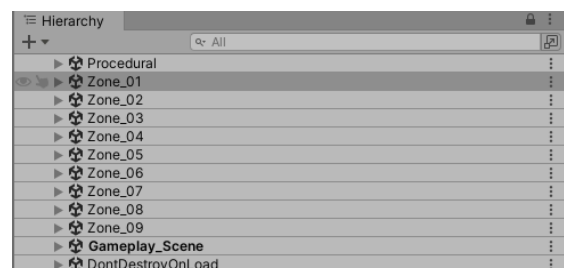 Hierarchy
All
Procedural
Zone_01
Zone_02
Zone_03
Zone_04
Zone_05
Zone_06
Zone_07
Zone_08
Zone_09
Gameplay_Scene
DontDestroyOnLoad